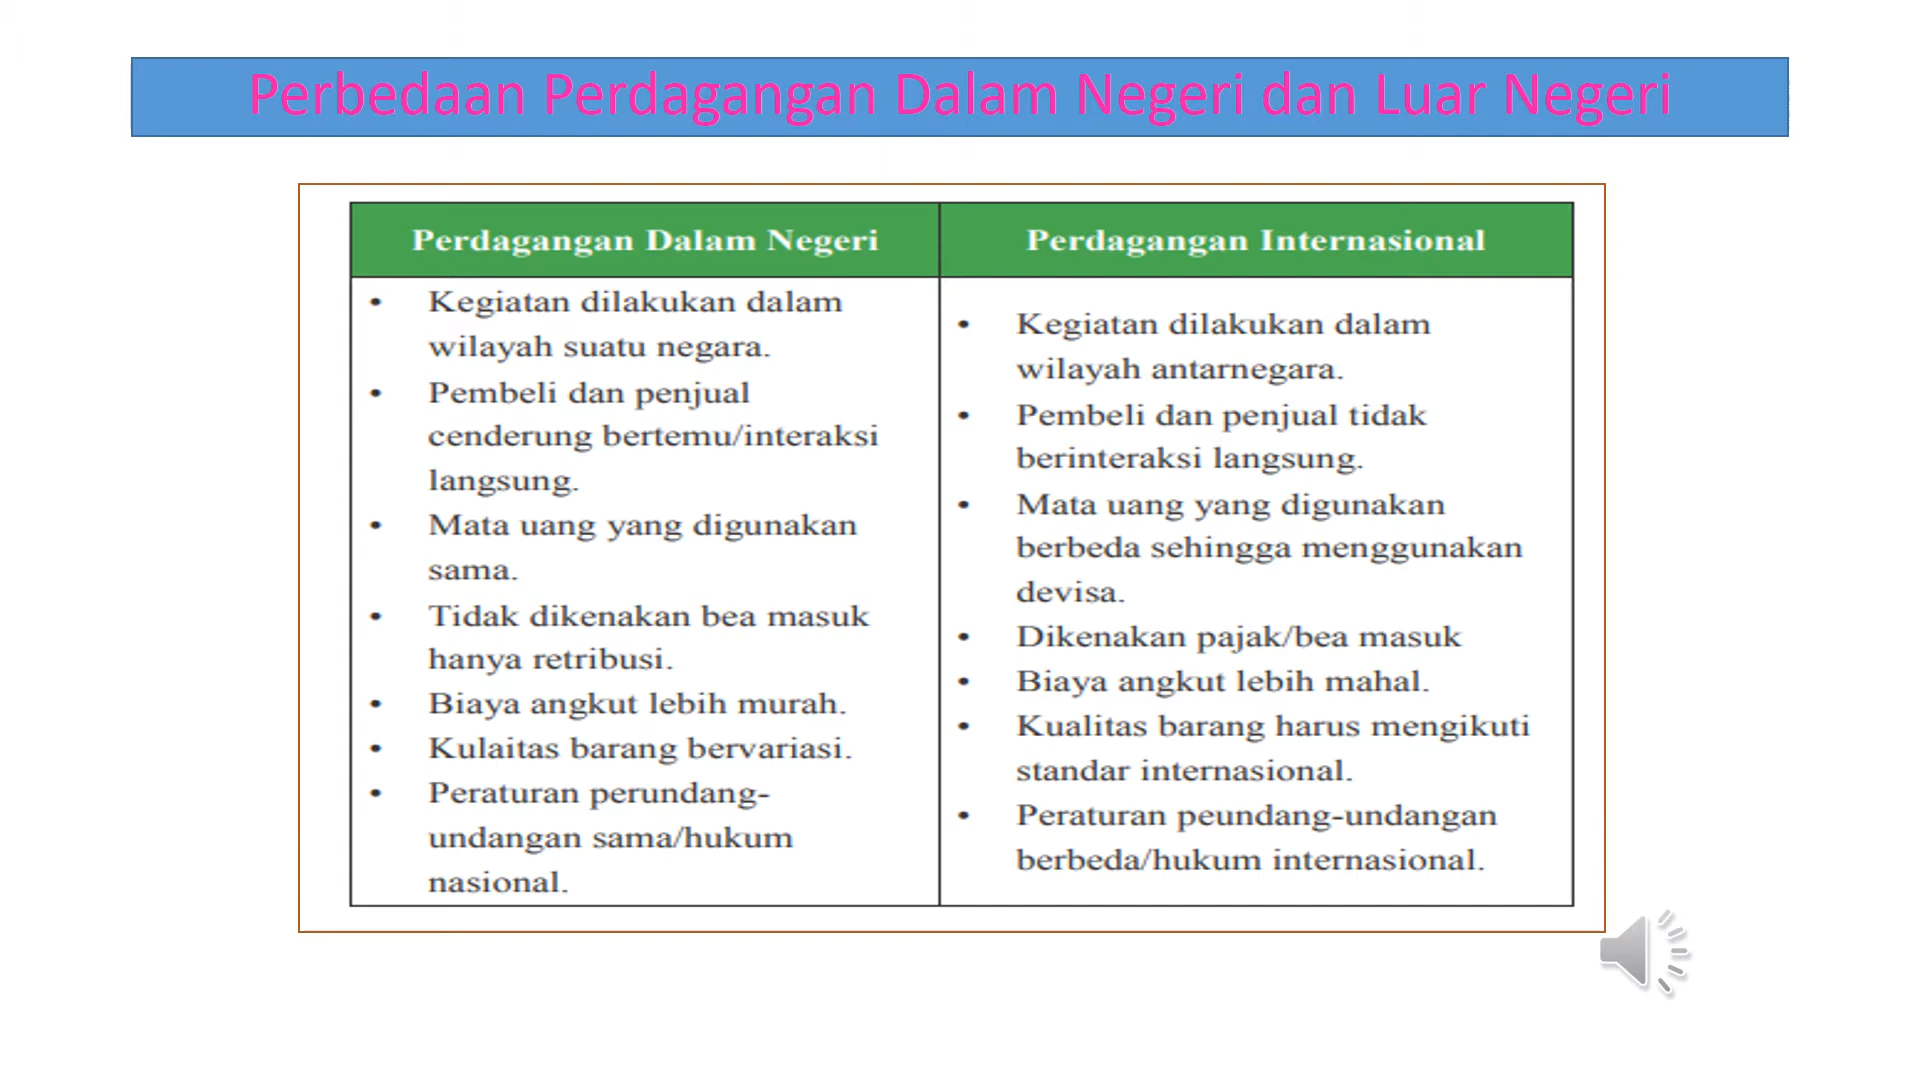 Perbedaan Perdagangan Dalam Negeri dan Luar Negeri
Perdagangan Dalam Negeri
• Kegiatan dilakukan dalam
wilayah suatu negara.
• Pembeli dan penjual
cenderung bertemu/interaksi
langsung.
• Mata uang yang digunakan
sama.
• Tidak dikenakan bea masuk
hanya retribusi.
• Biaya angkut lebih murah.
• Kulaitas barang bervariasi.
• Peraturan perundang-
undangan sama/hukum
nasional.
Perdagangan Internasional
• Kegiatan dilakukan dalam
wilayah antarnegara.
• Pembeli dan penjual tidak
berinteraksi langsung.
• Mata uang yang digunakan
berbeda sehingga menggunakan
devisa.
• Dikenakan pajak/bea masuk
• Biaya angkut lebih mahal.
• Kualitas barang harus mengikuti
standar internasional.
• Peraturan peundang-undangan
berbeda/hukum internasional.